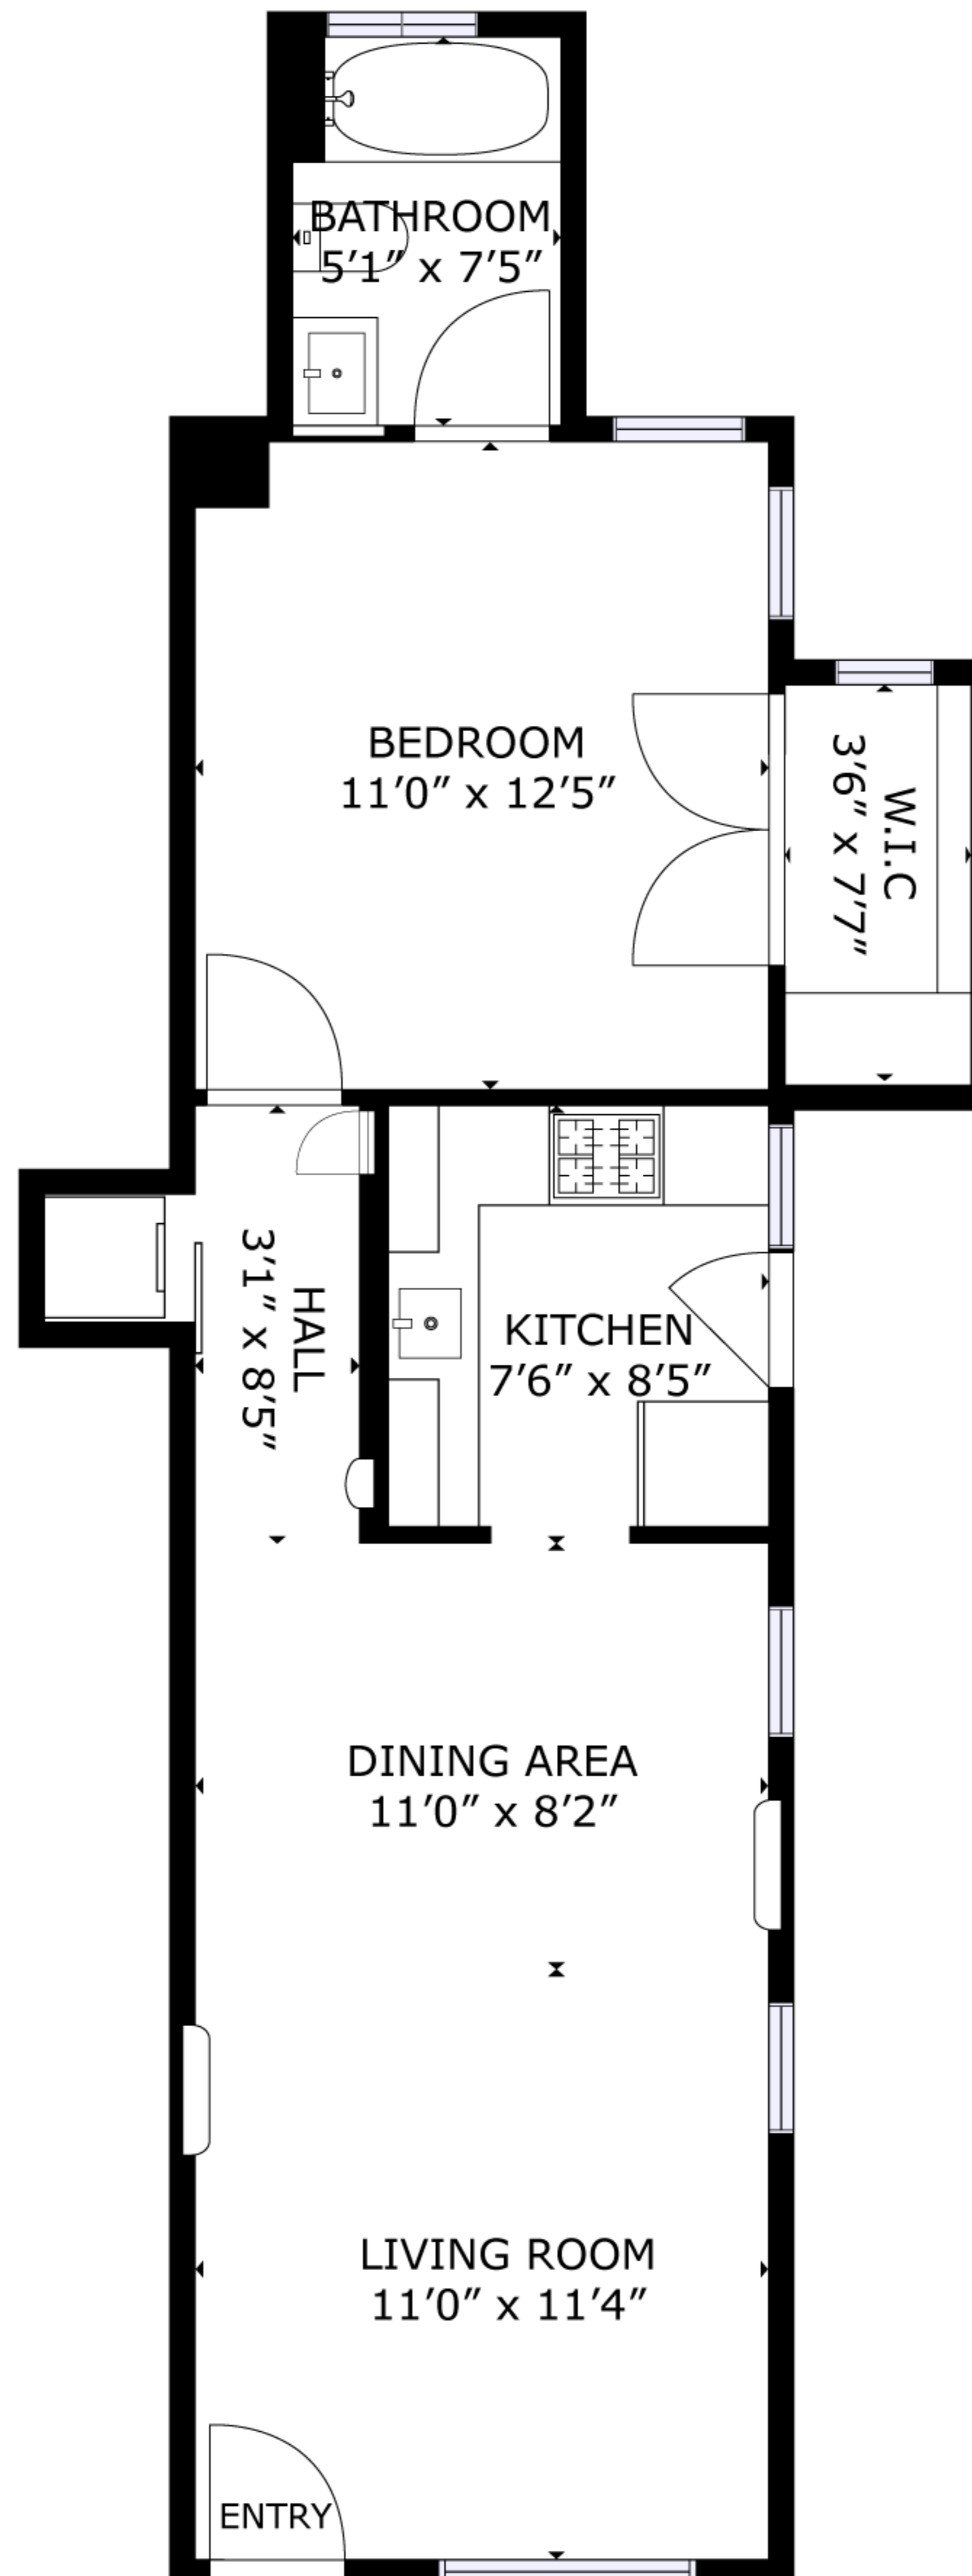 BATHROOM
5′1″ x 7′5″
BEDROOM
11′0″ x 12′5″
W.I.C
3′6″ x 7′7″
HALL
3′1″ x 8′5″
KITCHEN
7′6″ x 8′5″
DINING AREA
11′0″ x 8′2″
LIVING ROOM
11′0″ x 11′4″
ENTRY